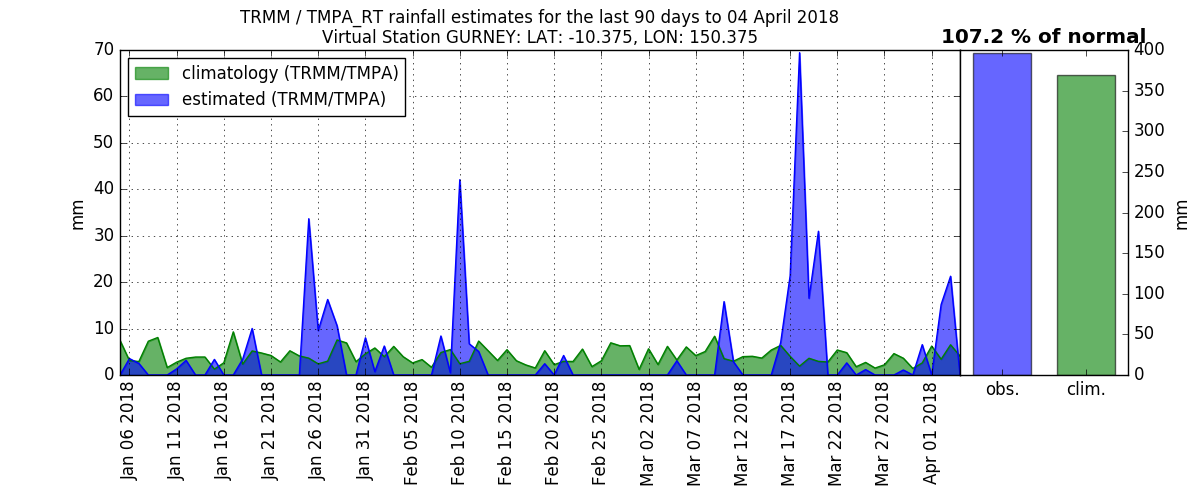 TRMM / TMPA_RT rainfall estimates for the last 90 days to 04 April 2018
Virtual Station GURNEY: LAT: -10.375, LON: 150.375
107.2 % of normal
climatology (TRMM/TMPA)
estimated (TRMM/TMPA)
70
60
50
40
30
20
10
0
mm
Jan 06 2018
Jan 11 2018
Jan 16 2018
Jan 21 2018
Jan 26 2018
Jan 31 2018
Feb 05 2018
Feb 10 2018
Feb 15 2018
Feb 20 2018
Feb 25 2018
Mar 02 2018
Mar 07 2018
Mar 12 2018
Mar 17 2018
Mar 22 2018
Mar 27 2018
Apr 01 2018
obs.
clim.
400
350
300
250
200
150
100
50
0
mm